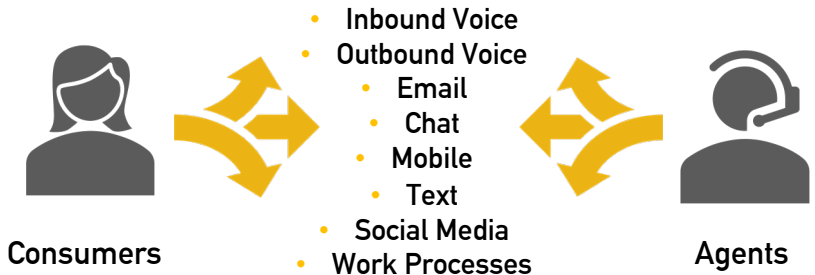 • Inbound Voice
• Outbound Voice
• Email
• Chat
• Mobile
• Text
• Social Media
• Work Processes
Consumers
Agents